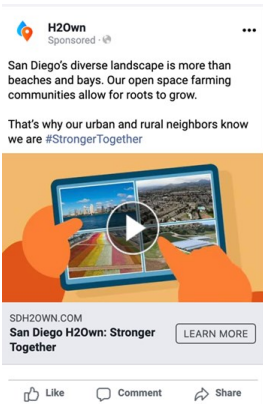 H2Own
Sponsored ·
San Diego's diverse landscape is more than
beaches and bays. Our open space farming
communities allow for roots to grow.
That's why our urban and rural neighbors know
we are #StrongerTogether
SDH2OWN.COM
San Diego H2Own: Stronger
Together
LEARN MORE
Like
Comment
Share